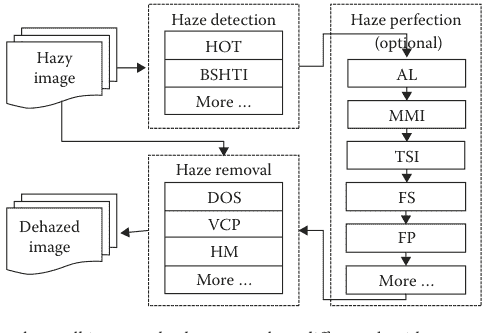 Hazy
image
Haze detection
HOT
BSHTI
More ...
Haze perfection
(optional)
AL
MMI
TSI
FS
FP
More ...
Haze removal
DOS
VCP
HM
More ...
Dehazed
image